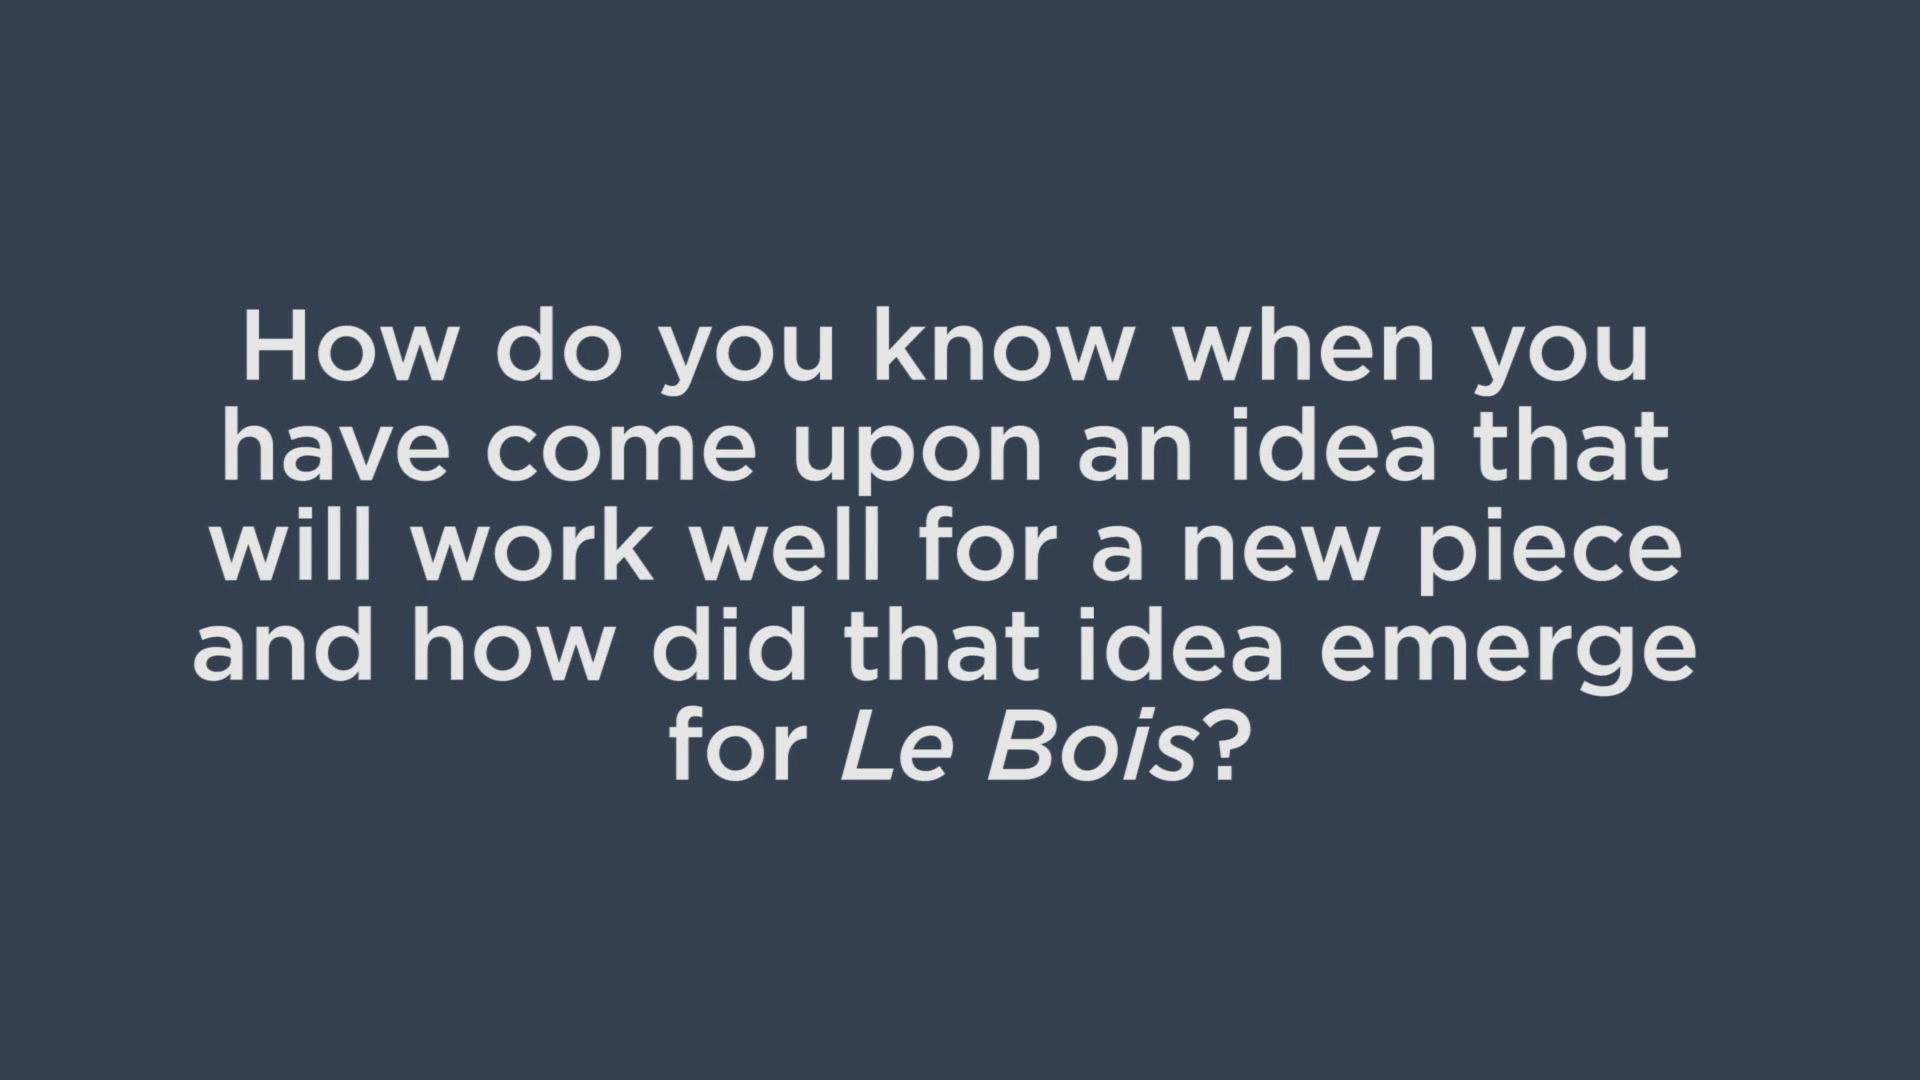 How do you know when you
have come upon an idea that
will work well for a new piece
and how did that idea emerge
for Le Bois?